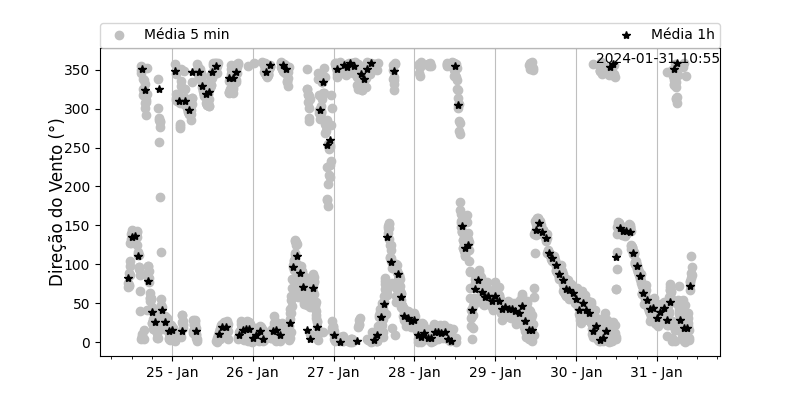 Média 5 min
Média 1h
2024-01-31 10:55
Direção do Vento (°)
350
300
250
200
150
100
50
0
25 - Jan
26 - Jan
27 - Jan
28 - Jan
29 - Jan
30 - Jan
31 - Jan